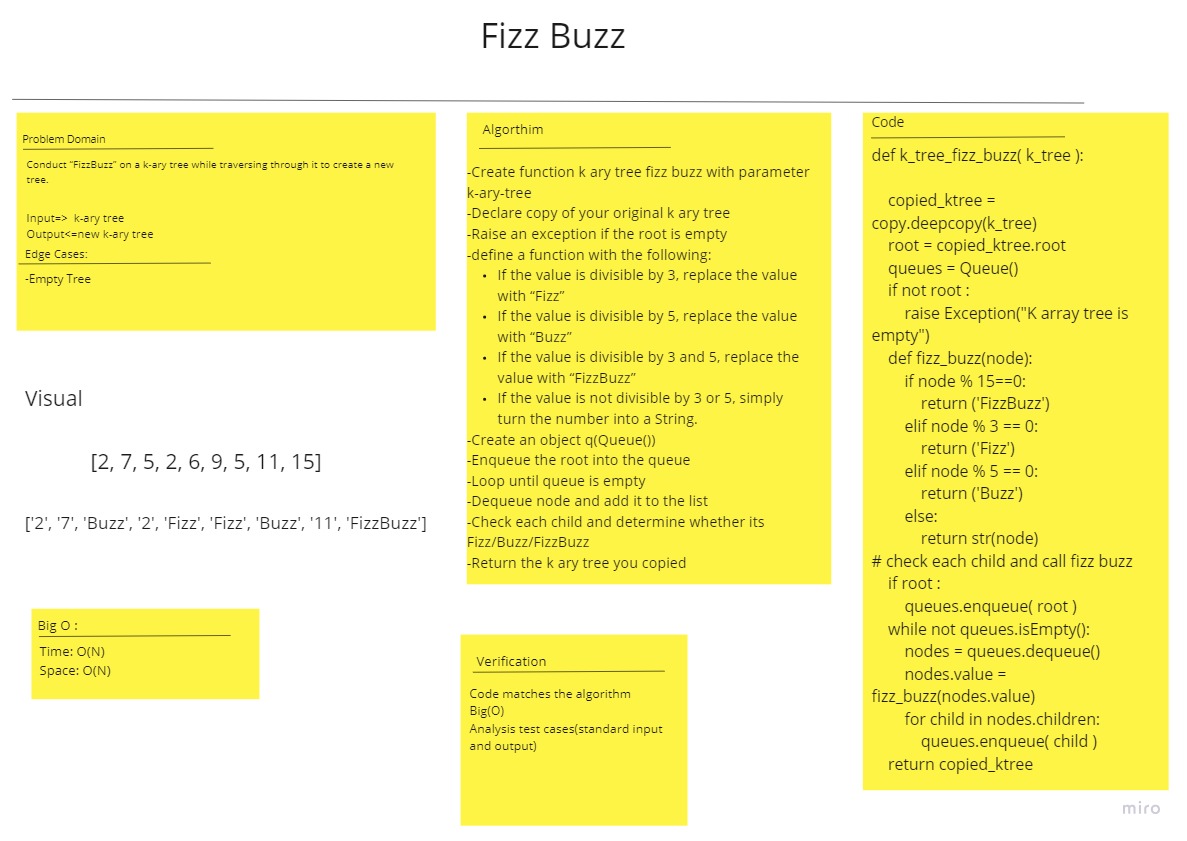 Fizz Buzz
Problem Domain
Conduct "FizzBuzz" on a k-ary tree while traversing through it to create a new
tree.
Input=>  k-ary tree
Output<=new k-ary tree
Edge Cases:
-Empty Tree
Visual
[2, 7, 5, 2, 6, 9, 5, 11, 15]
['2', '7', 'Buzz', '2', 'Fizz', 'Fizz', 'Buzz', '11', 'FizzBuzz']
Big O :
Time: O(N)
Space: O(N)
Algorthim
-Create function k ary tree fizz buzz with parameter
k-ary-tree
-Declare copy of your original k ary tree
-Raise an exception if the root is empty
-define a function with the following:
• If the value is divisible by 3, replace the value
with “Fizz”
• If the value is divisible by 5, replace the value
with “Buzz”
• If the value is divisible by 3 and 5, replace the
value with “FizzBuzz”
• If the value is not divisible by 3 or 5, simply
turn the number into a String.
-Create an object q(Queue())
-Enqueue the root into the queue
-Loop until queue is empty
-Dequeue node and add it to the list
-Check each child and determine whether its
Fizz/Buzz/FizzBuzz
-Return the k ary tree you copied
Verification
Code matches the algorithm
Big(O)
Analysis test cases(standard input
and output)
Code
def k_tree_fizz_buzz( k_tree ):
copied_ktree =
copy.deepcopy(k_tree)
root = copied_ktree.root
queues = Queue()
if not root :
raise Exception("K array tree is
empty")
def fizz_buzz(node):
if node % 15==0:
return ('FizzBuzz')
elif node % 3 == 0:
return ('Fizz')
elif node % 5 == 0:
return ('Buzz')
else:
return str(node)
# check each child and call fizz buzz
if root :
queues.enqueue( root )
while not queues.isEmpty():
nodes = queues.dequeue()
nodes.value =
fizz_buzz(nodes.value)
for child in nodes.children:
queues.enqueue( child )
return copied_ktree
miro